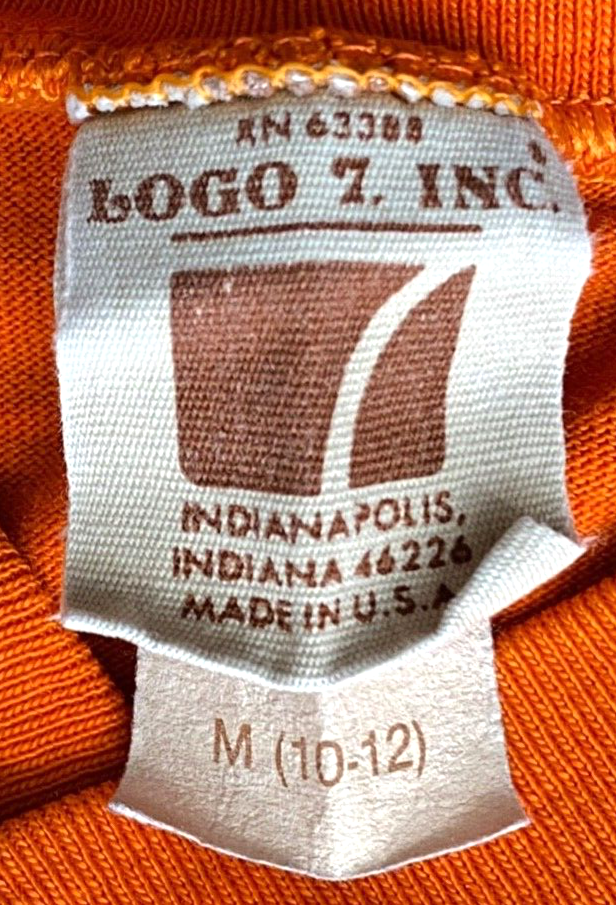 RN 63388
LOGO 7, INC.
INDIANAPOLIS,
INDIANA 46226
MADE IN U.S.A
M (10-12)